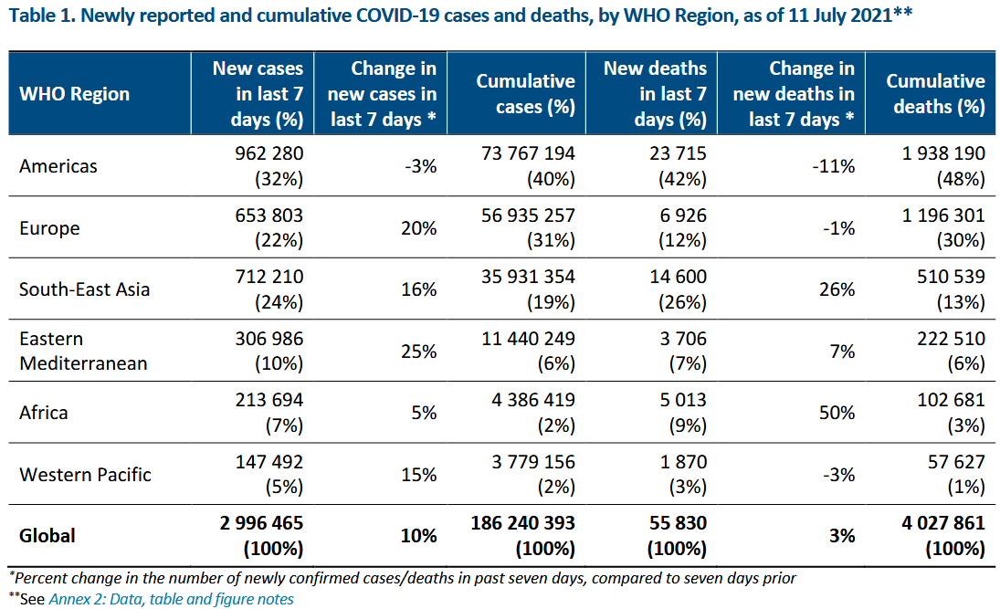 Table 1. Newly reported and cumulative COVID-19 cases and deaths, by WHO Region, as of 11 July 2021**
WHO Region New cases in last 7 days (%) Change in new cases in last 7 days * Cumulative cases (%) New deaths in last 7 days (%) Change in new deaths in last 7 days * Cumulative deaths (%)
Americas 962 280 (32%) -3% 73 767 194 (40%) 23 715 (42%) -11% 1 938 190 (48%)
Europe 653 803 (22%) 20% 56 935 257 (31%) 6 926 (12%) -1% 1 196 301 (30%)
South-East Asia 712 210 (24%) 16% 35 931 354 (19%) 14 600 (26%) 26% 510 539 (13%)
Eastern Mediterranean 306 986 (10%) 25% 11 440 249 (6%) 3 706 (7%) 7% 222 510 (6%)
Africa 213 694 (7%) 5% 4 386 419 (2%) 5 013 (9%) 50% 102 681 (3%)
Western Pacific 147 492 (5%) 15% 3 779 156 (2%) 1 870 (3%) -3% 57 627 (1%)
Global 2 996 465 (100%) 10% 186 240 393 (100%) 55 830 (100%) 3% 4 027 861 (100%)
*Percent change in the number of newly confirmed cases/deaths in past seven days, compared to seven days prior
**See Annex 2: Data, table and figure notes